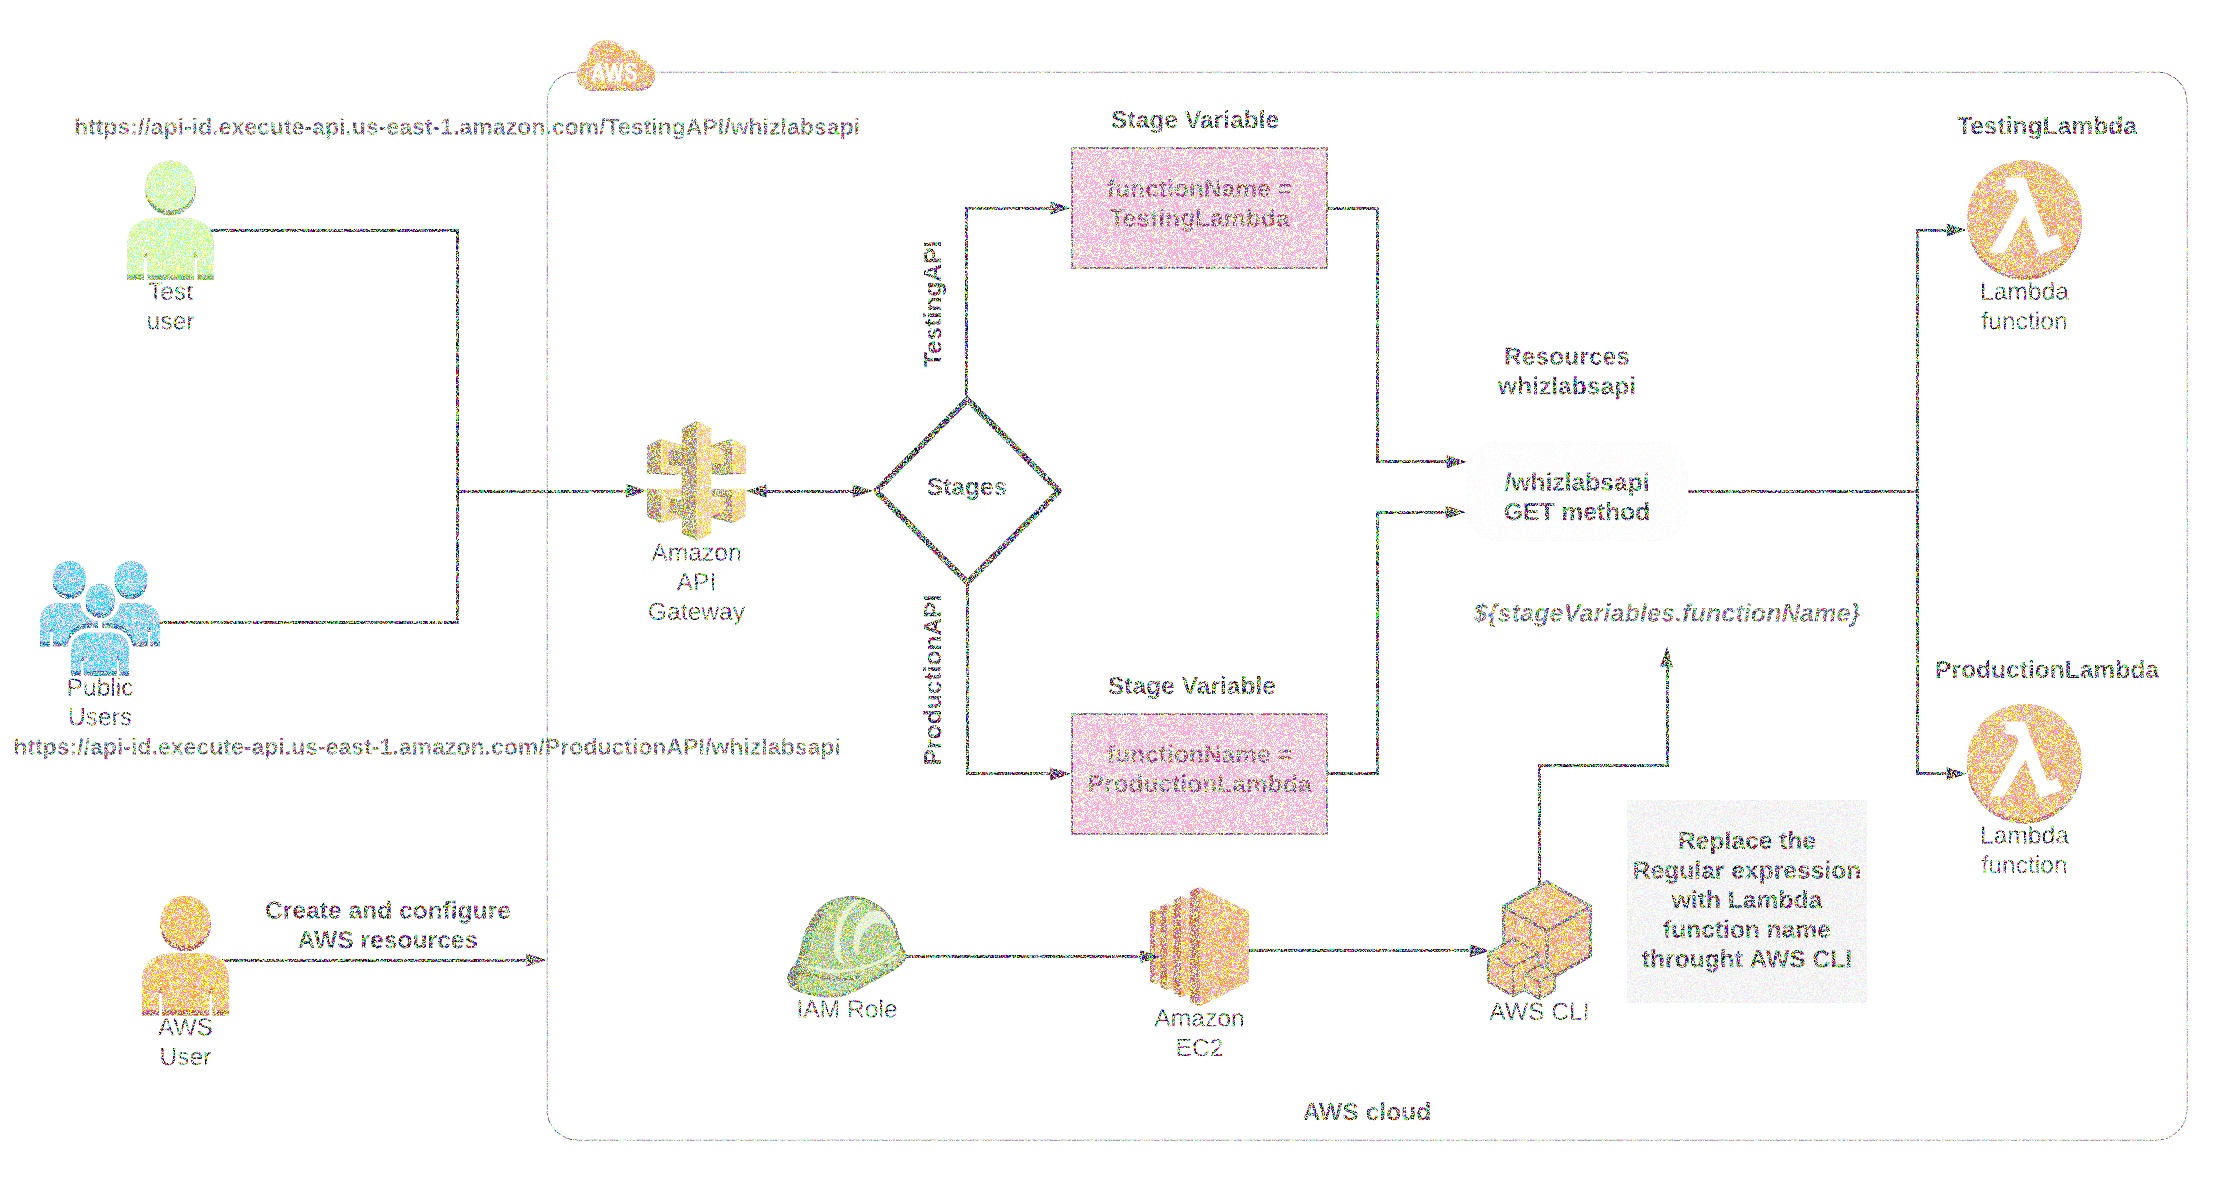 AWS
https://api-id.execute-api.us-east-1.amazon.com/TestingAPI/whizlabsapi
Test
user
Public
Users
https://api-id.execute-api.us-east-1.amazon.com/ProductionAPI/whizlabsapi
AWS
User
Create and configure
AWS resources
Amazon
API
Gateway
Stages
TestingAPI
ProductionAPI
Stage Variable
functionName =
TestingLambda
Stage Variable
functionName =
ProductionLambda
Resources
whizlabsapi
/whizlabsapi
GET method
${stageVariables.functionName}
TestingLambda
Lambda
function
ProductionLambda
Lambda
function
IAM Role
Amazon
EC2
AWS CLI
Replace the
Regular expression
with Lambda
function name
throught AWS CLI
AWS cloud